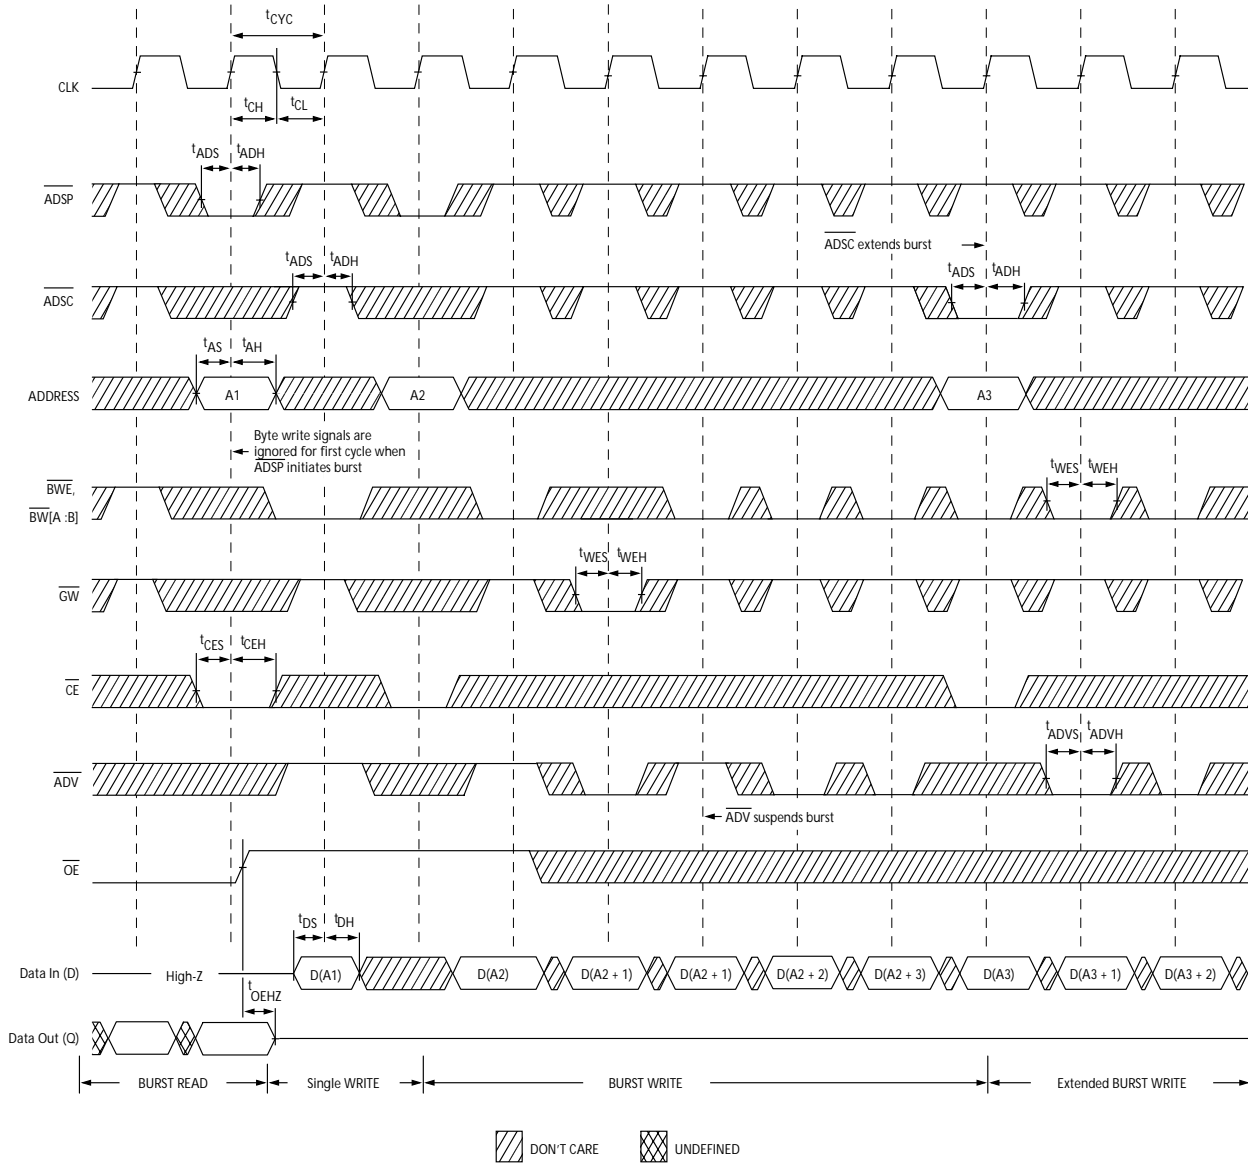 tCYC
CLK
tCH tCL
tADS tADH
ADSP
ADSC extends burst
tADS tADH tADS tADH
ADSC
tAS tAH
ADDRESS A1 A2 A3
Byte write signals are
ignored for first cycle when
ADSP initiates burst
tWES tWEH
BWE,
BW[A :B]
tWES tWEH
GW
tCES tCEH
CE
tADVS tADVH
ADV
ADV suspends burst
OE
tDS tDH
Data In (D) High-Z D(A1) D(A2) D(A2 + 1) D(A2 + 1) D(A2 + 2) D(A2 + 3) D(A3) D(A3 + 1) D(A3 + 2)
tOEHZ
Data Out (Q)
BURST READ Single WRITE BURST WRITE Extended BURST WRITE
DON'T CARE UNDEFINED